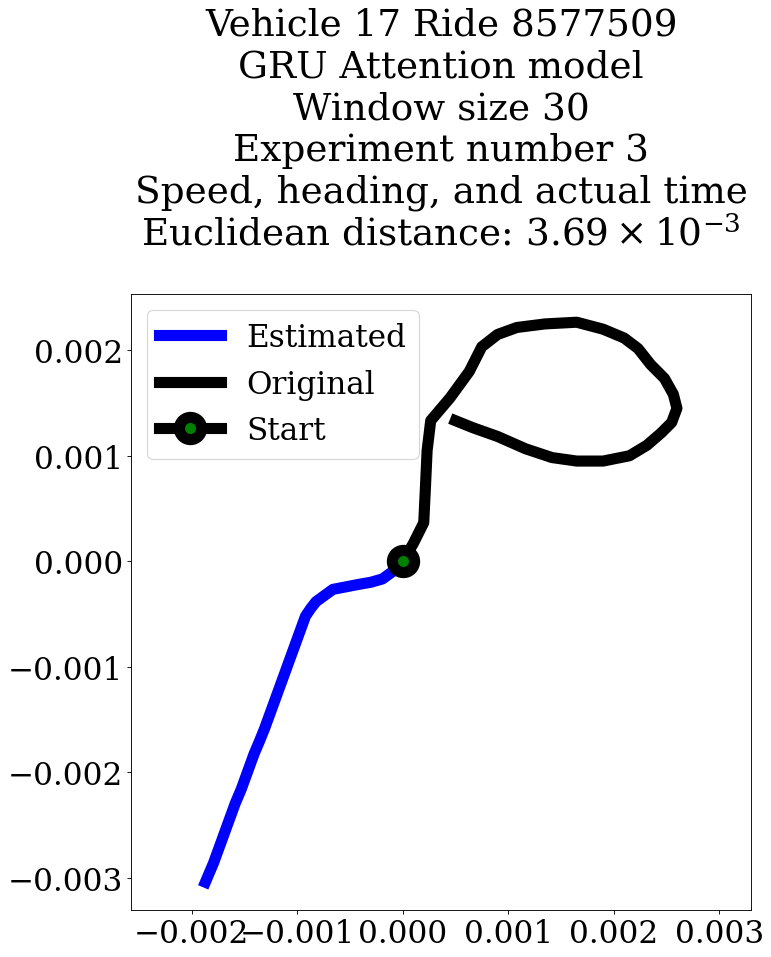 Vehicle 17 Ride 8577509
GRU Attention model
Window size 30
Experiment number 3
Speed, heading, and actual time
Euclidean distance: 3.69 × 10⁻³
Estimated
Original
Start
0.002
0.001
0.000
−0.001
−0.002
−0.003
−0.002 −0.001 0.000 0.001 0.002 0.003